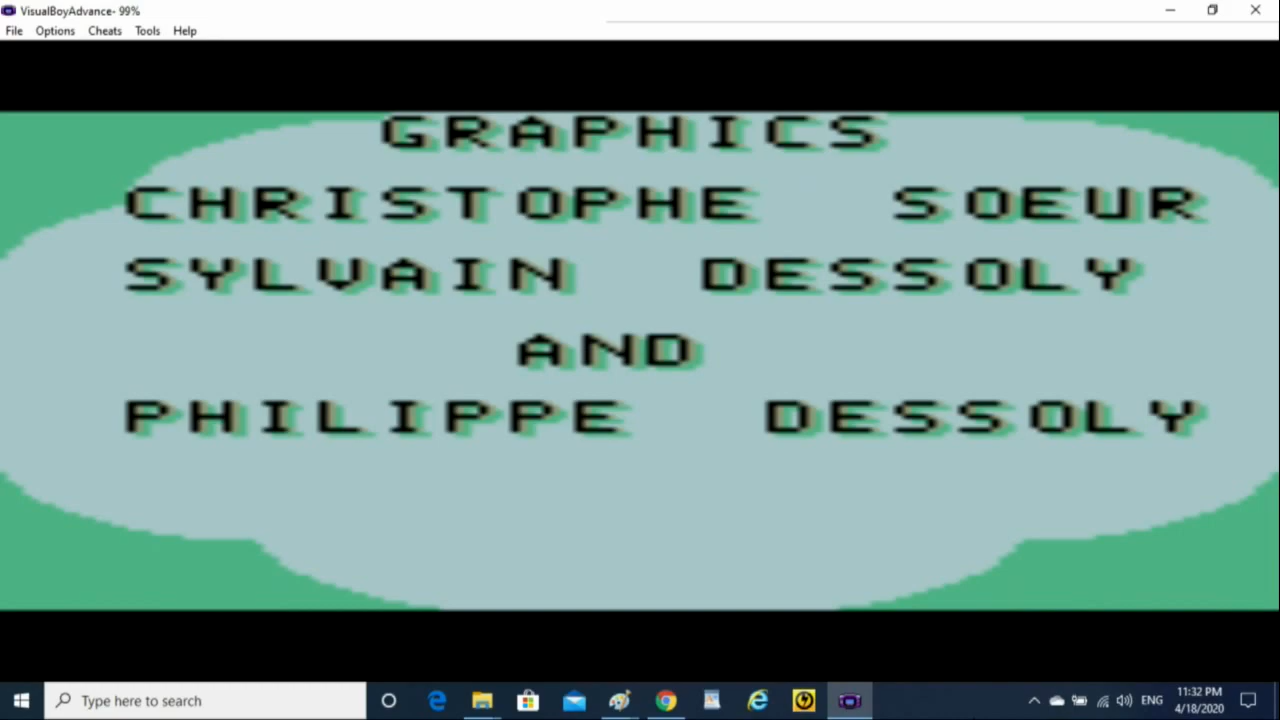 VisualBoyAdvance- 99%
File Options Cheats Tools Help
GRAPHICS
CHRISTOPHE SOEUR
SYLVAIN DESSOLY
AND
PHILIPPE DESSOLY
Type here to search
ENG
11:32 PM
4/18/2020